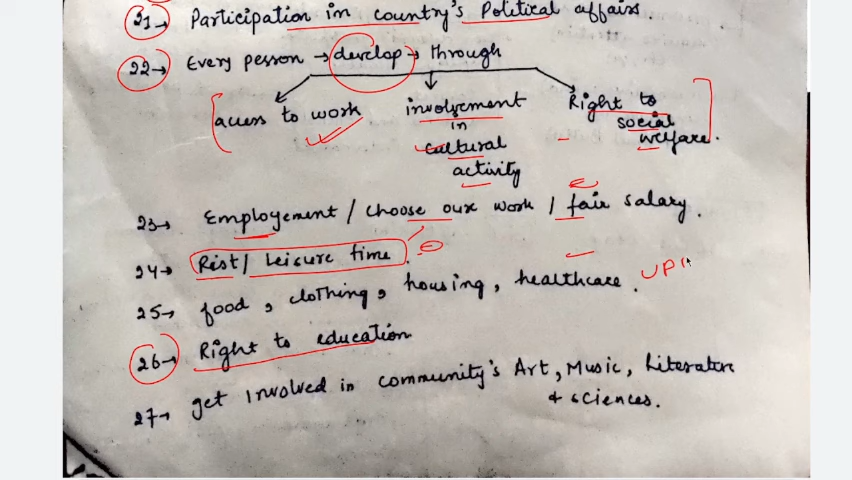 21→ Participation in country's Political affairs.
22→ Every person → develop → through
acess to work involvement Right to
in social
cultural welfare.
activity
23→ Employement / choose our work / fair salary.
24→ Rist / Leisure time.
25→ food, clothing, housing, healthcare. UP
26→ Right to education
27→ get involved in community's Art, Music, Literature
& sciences.